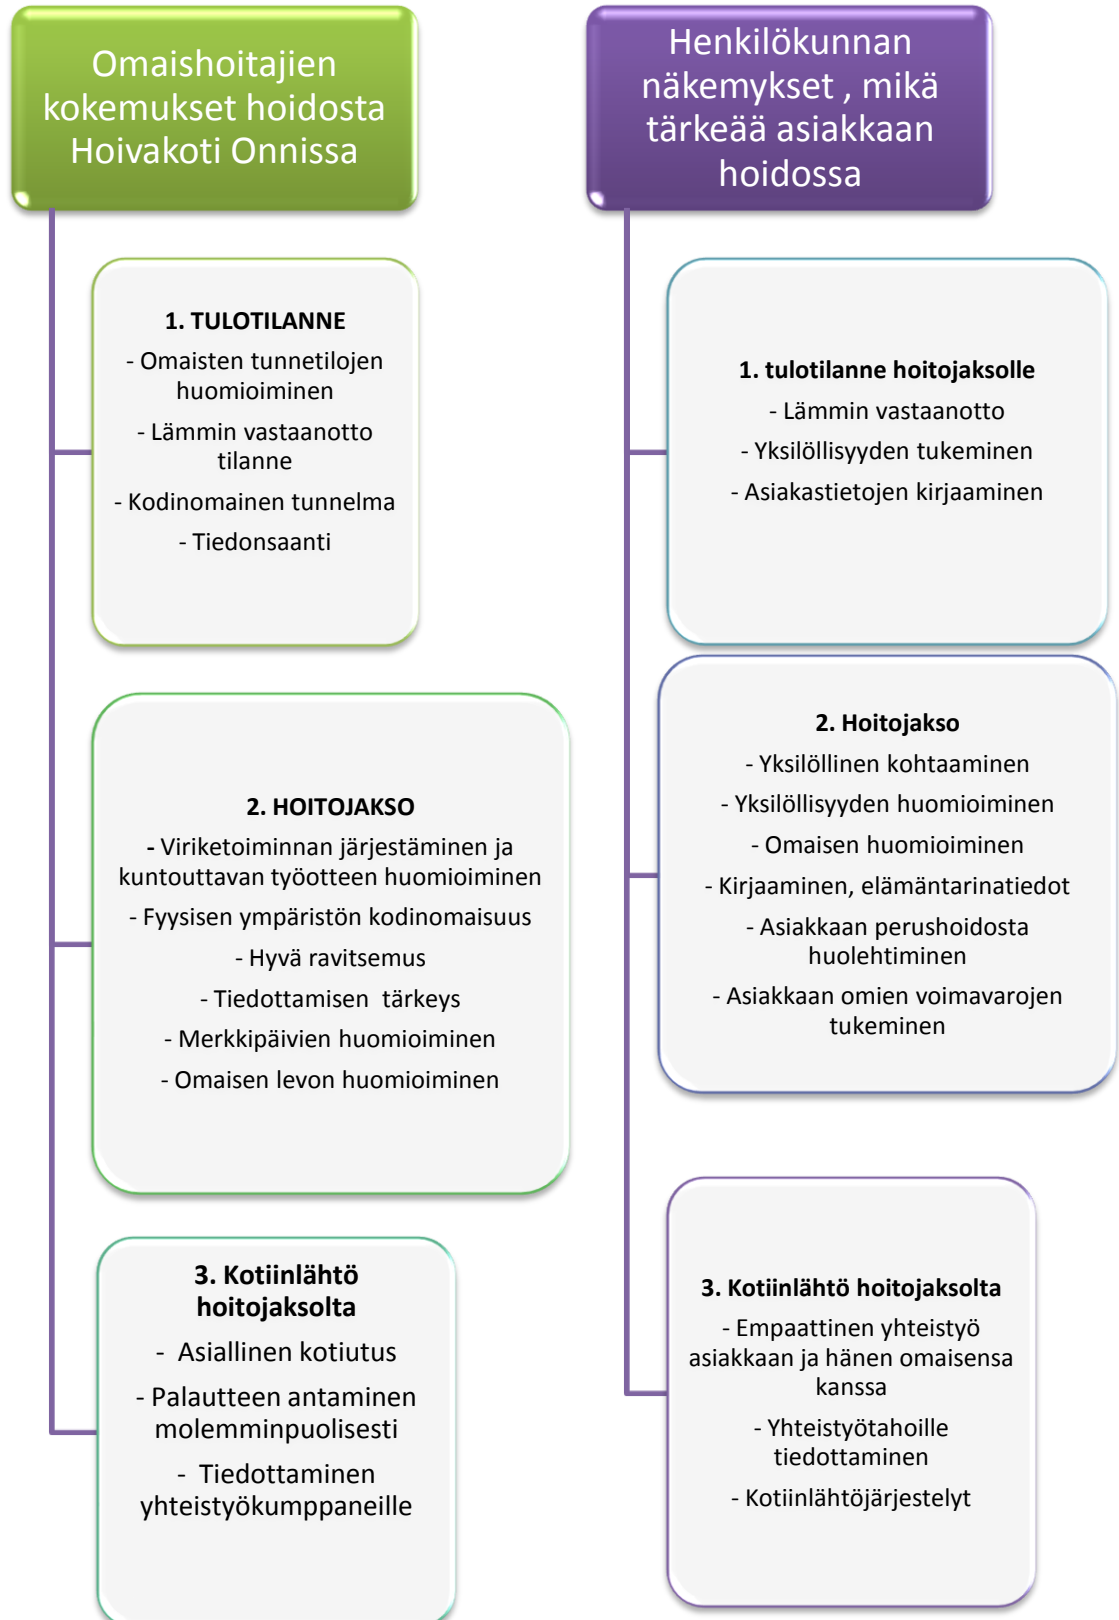 Omaishoitajien
kokemukset hoidosta
Hoivakoti Onnissa
1. TULOTILANNE
- Omaisten tunnetilojen
huomioiminen
- Lämmin vastaanotto
tilanne
- Kodinomainen tunnelma
- Tiedonsaanti
2. HOITOJAKSO
- Viriketoiminnan järjestäminen ja
kuntouttavan työotteen huomioiminen
- Fyysisen ympäristön kodinomaisuus
- Hyvä ravitsemus
- Tiedottamisen  tärkeys
- Merkkipäivien huomioiminen
- Omaisen levon huomioiminen
3. Kotiinlähtö
hoitojaksolta
-  Asiallinen kotiutus
- Palautteen antaminen
molemminpuolisesti
-  Tiedottaminen
yhteistyökumppaneille
Henkilökunnan
näkemykset , mikä
tärkeää asiakkaan
hoidossa
1. tulotilanne hoitojaksolle
- Lämmin vastaanotto
- Yksilöllisyyden tukeminen
- Asiakastietojen kirjaaminen
2. Hoitojakso
- Yksilöllinen kohtaaminen
- Yksilöllisyyden huomioiminen
- Omaisen huomioiminen
- Kirjaaminen, elämäntarinatiedot
- Asiakkaan perushoidosta
huolehtiminen
- Asiakkaan omien voimavarojen
tukeminen
3. Kotiinlähtö hoitojaksolta
- Empaattinen yhteistyö
asiakkaan ja hänen omaisensa
kanssa
- Yhteistyötahoille
tiedottaminen
- Kotiinlähtöjärjestelyt